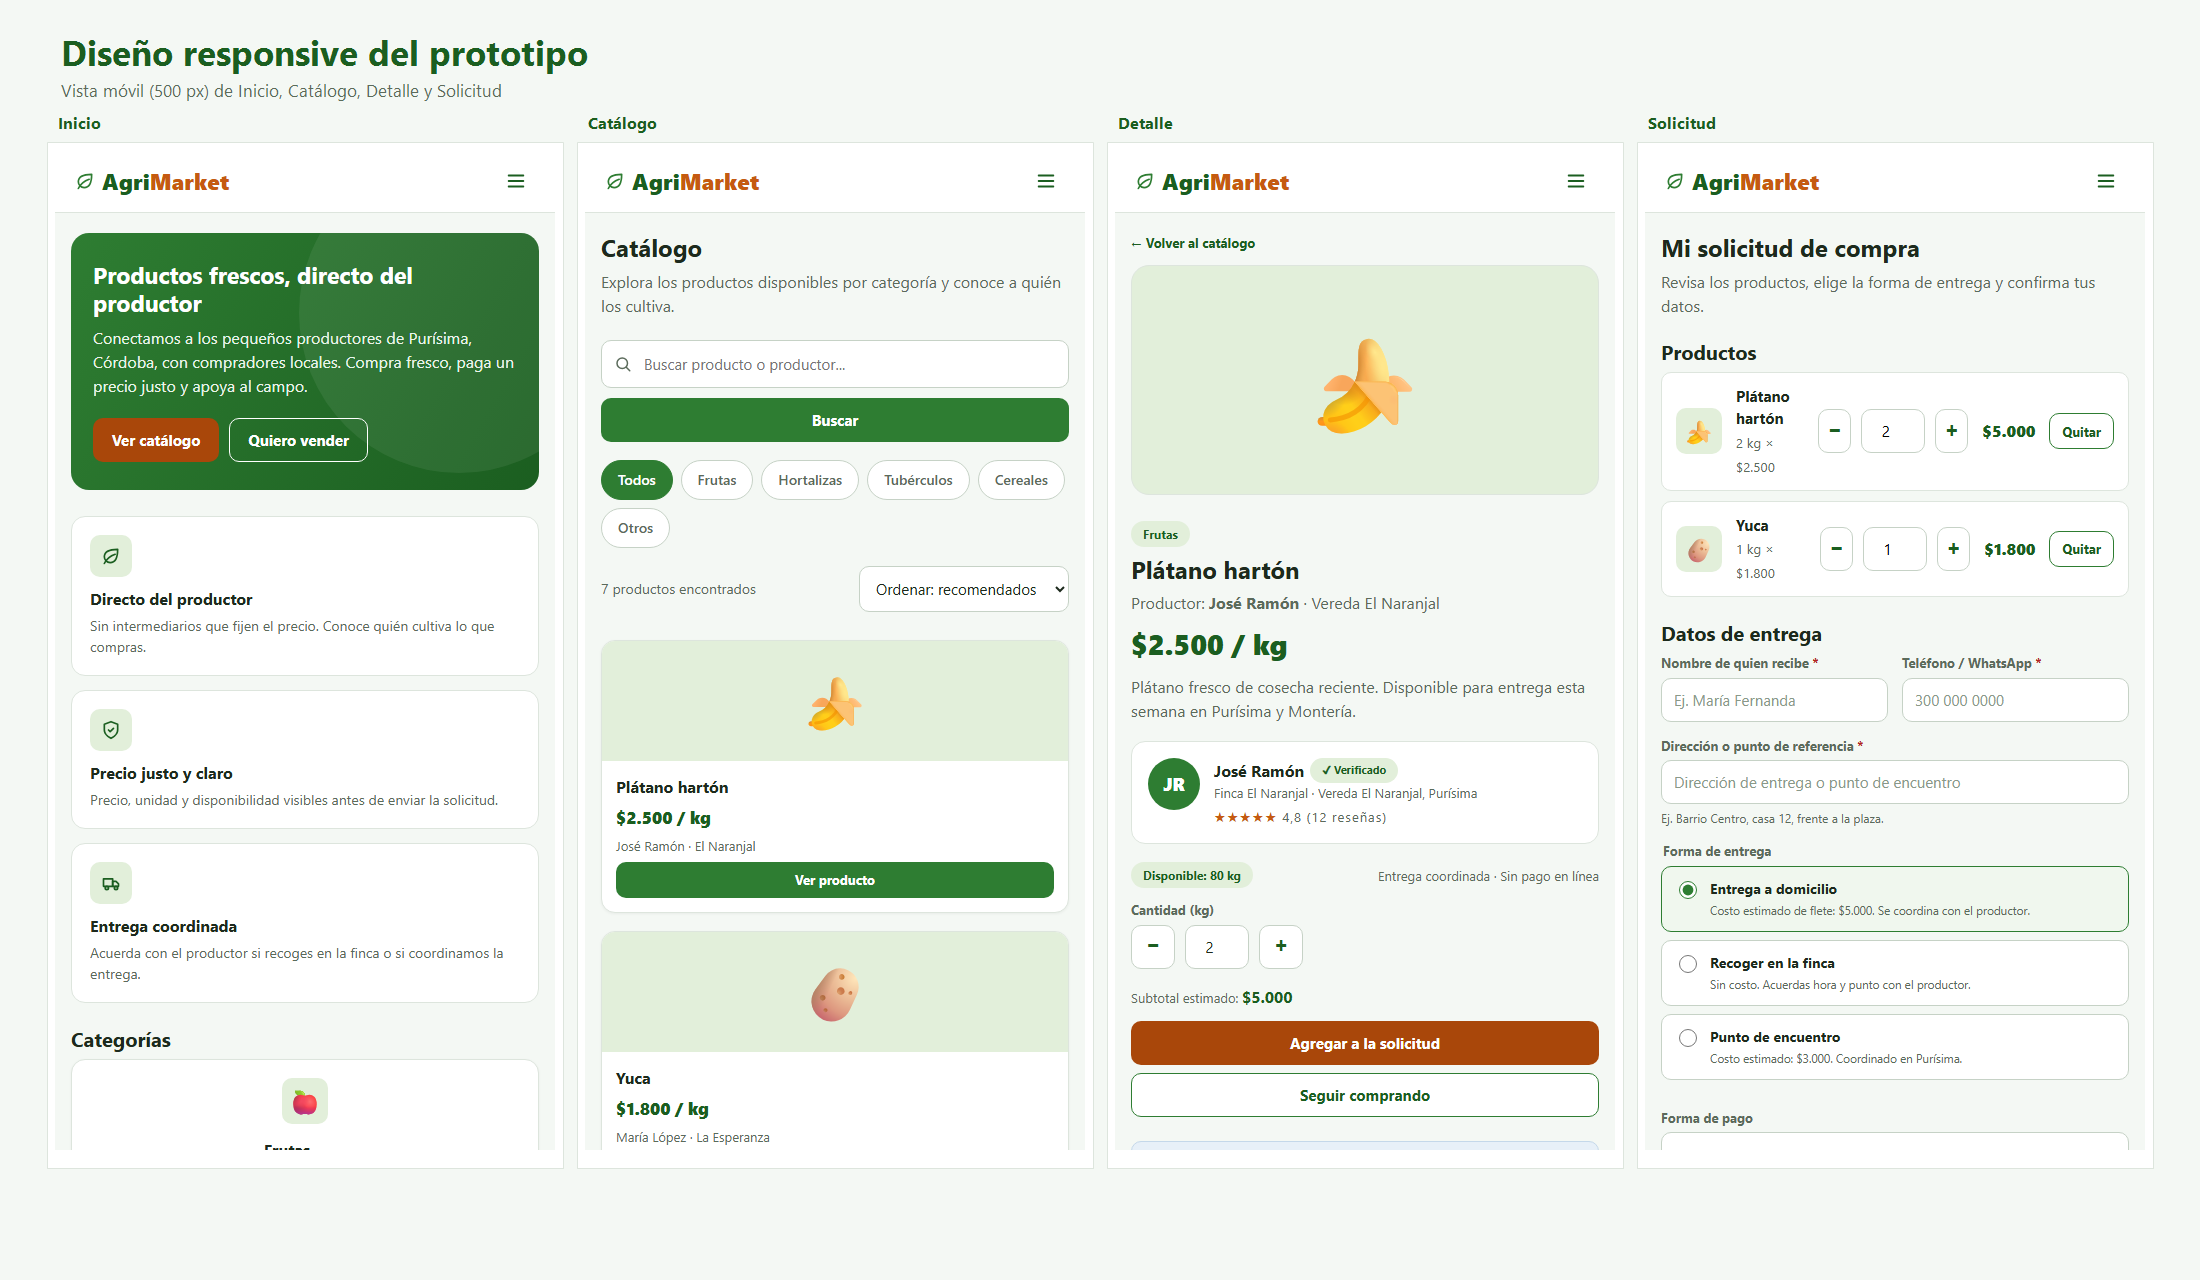 Diseño responsive del prototipo
Vista móvil (500 px) de Inicio, Catálogo, Detalle y Solicitud
Inicio
AgriMarket
Productos frescos, directo del
productor
Conectamos a los pequeños productores de Purísima,
Córdoba, con compradores locales. Compra fresco, paga un
precio justo y apoya al campo.
Ver catálogo
Quiero vender
Directo del productor
Sin intermediarios que fijen el precio. Conoce quién cultiva lo que
compras.
Precio justo y claro
Precio, unidad y disponibilidad visibles antes de enviar la solicitud.
Entrega coordinada
Acuerda con el productor si recoges en la finca o si coordinamos la
entrega.
Categorías
Frutas
Catálogo
AgriMarket
Catálogo
Explora los productos disponibles por categoría y conoce a quién
los cultiva.
Buscar producto o productor...
Buscar
Todos
Frutas
Hortalizas
Tubérculos
Cereales
Otros
7 productos encontrados
Ordenar: recomendados
Plátano hartón
$2.500 / kg
José Ramón · El Naranjal
Ver producto
Yuca
$1.800 / kg
María López · La Esperanza
Detalle
AgriMarket
← Volver al catálogo
Frutas
Plátano hartón
Productor: José Ramón · Vereda El Naranjal
$2.500 / kg
Plátano fresco de cosecha reciente. Disponible para entrega esta
semana en Purísima y Montería.
JR
José Ramón
✓ Verificado
Finca El Naranjal · Vereda El Naranjal, Purísima
★★★★★ 4,8 (12 reseñas)
Disponible: 80 kg
Entrega coordinada · Sin pago en línea
Cantidad (kg)
− 2 +
Subtotal estimado: $5.000
Agregar a la solicitud
Seguir comprando
Solicitud
AgriMarket
Mi solicitud de compra
Revisa los productos, elige la forma de entrega y confirma tus
datos.
Productos
Plátano
hartón
2 kg ×
$2.500
− 2 +
$5.000
Quitar
Yuca
1 kg ×
$1.800
− 1 +
$1.800
Quitar
Datos de entrega
Nombre de quien recibe *
Ej. María Fernanda
Teléfono / WhatsApp *
300 000 0000
Dirección o punto de referencia *
Dirección de entrega o punto de encuentro
Ej. Barrio Centro, casa 12, frente a la plaza.
Forma de entrega
Entrega a domicilio
Costo estimado de flete: $5.000. Se coordina con el productor.
Recoger en la finca
Sin costo. Acuerdas hora y punto con el productor.
Punto de encuentro
Costo estimado: $3.000. Coordinado en Purísima.
Forma de pago